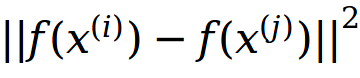 ||f(x⁽ⁱ⁾) − f(x⁽ʲ⁾)||²